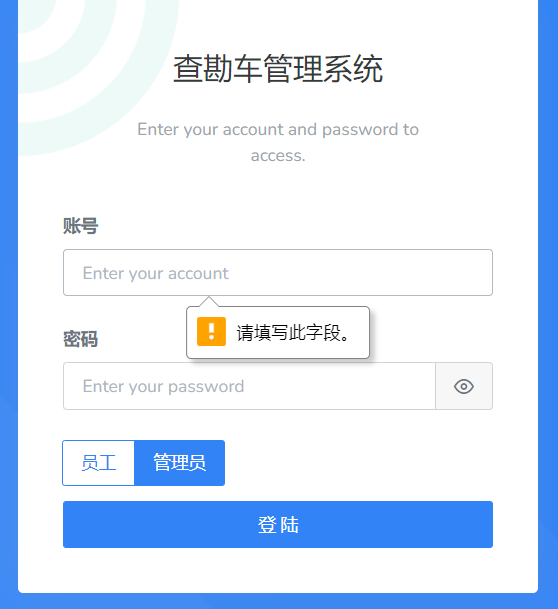 查勘车管理系统
Enter your account and password to
access.
账号
Enter your account
请填写此字段。
密码
Enter your password
员工 管理员
登 陆